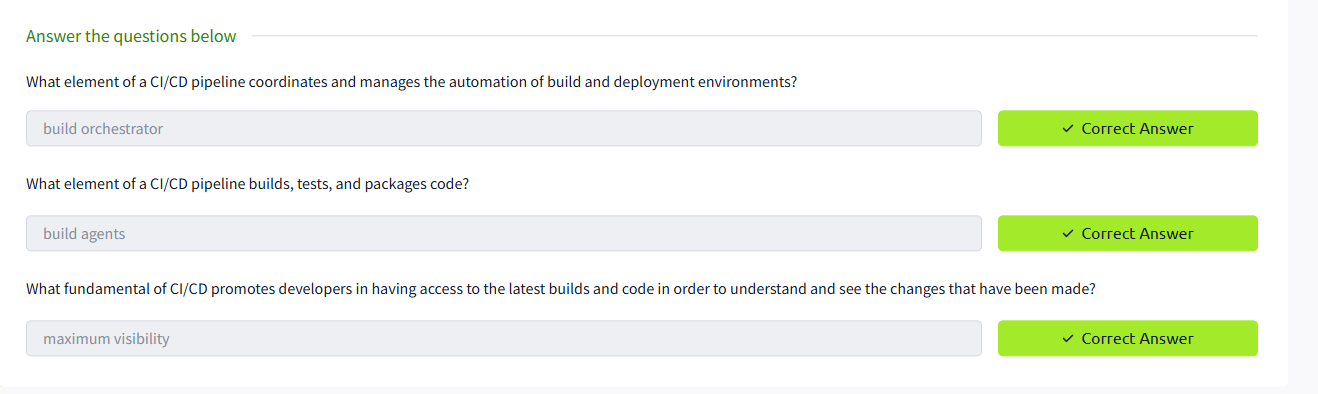 Answer the questions below
What element of a CI/CD pipeline coordinates and manages the automation of build and deployment environments?
build orchestrator
✓ Correct Answer
What element of a CI/CD pipeline builds, tests, and packages code?
build agents
✓ Correct Answer
What fundamental of CI/CD promotes developers in having access to the latest builds and code in order to understand and see the changes that have been made?
maximum visibility
✓ Correct Answer